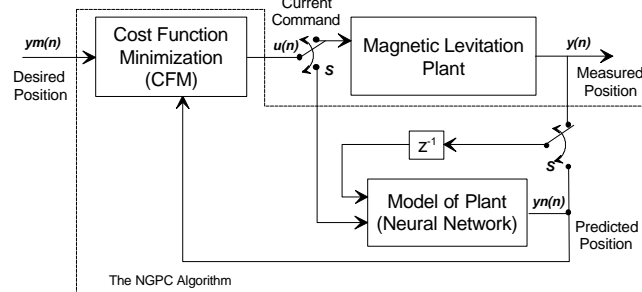 Current
Command
ym(n)
Desired
Position
Cost Function
Minimization
(CFM)
u(n)
S
Magnetic Levitation
Plant
y(n)
Measured
Position
z-1
S
Model of Plant
(Neural Network)
yn(n)
Predicted
Position
The NGPC Algorithm